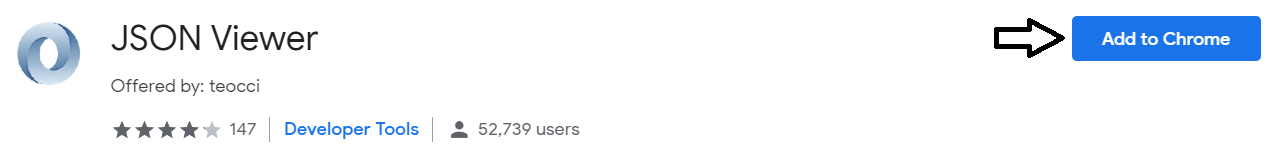 JSON Viewer
Add to Chrome
Offered by: teocci
147 Developer Tools 52,739 users